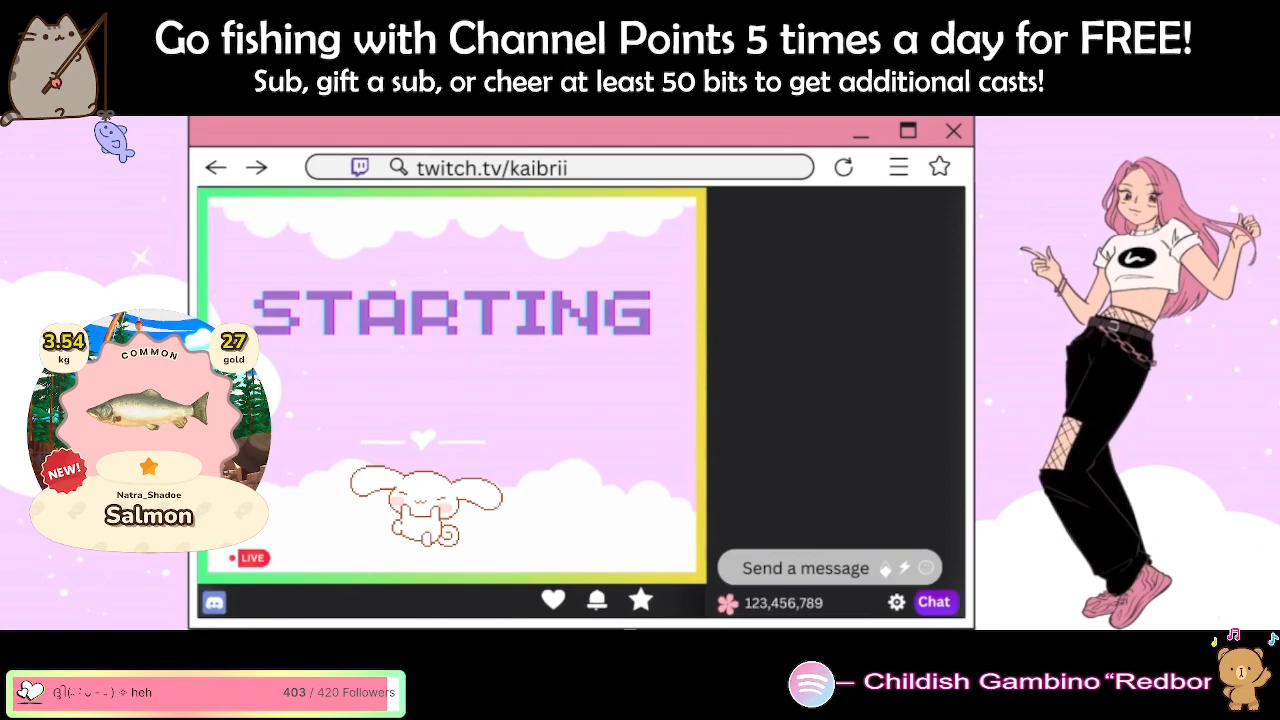 Go fishing with Channel Points 5 times a day for FREE!
Sub, gift a sub, or cheer at least 50 bits to get additional casts!
twitch.tv/kaibrii
STARTING
3.54
kg
COMMON
27
gold
NEW!
Natra_Shadoe
Salmon
LIVE
Send a message
123,456,789
Chat
heh
403 / 420 Followers
— Childish Gambino “Redbor